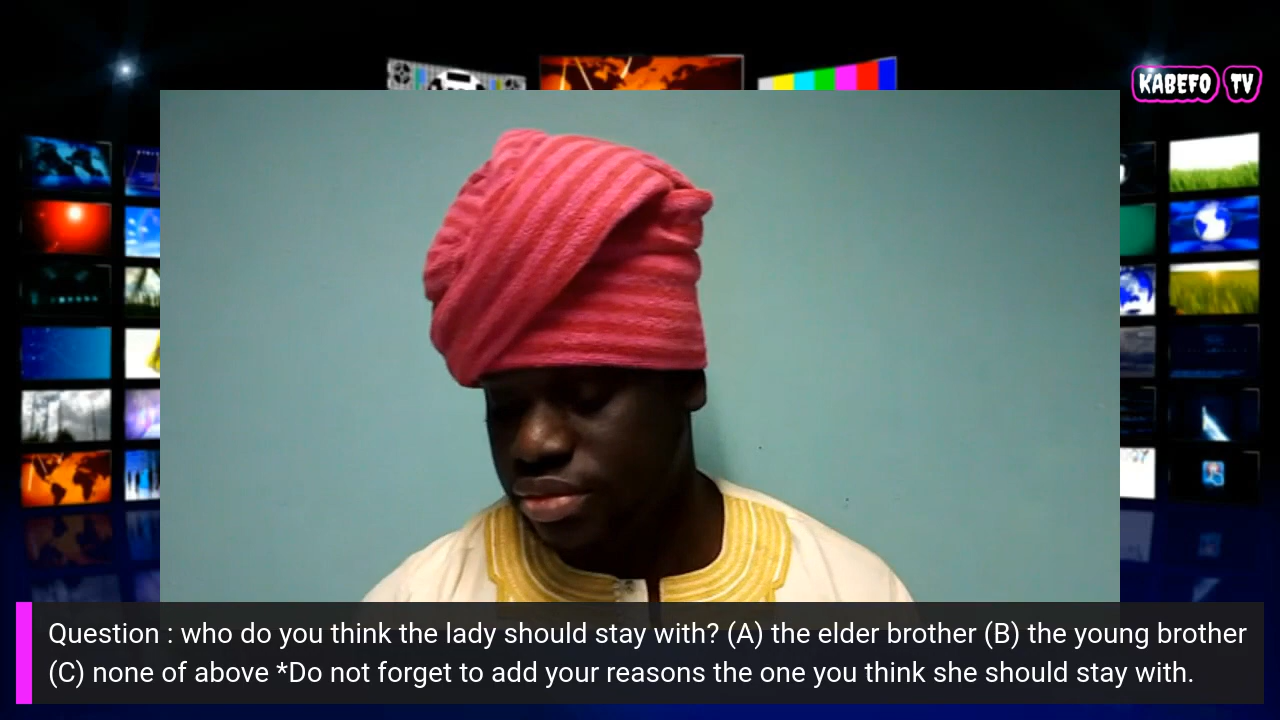 KABEFO TV
Question : who do you think the lady should stay with? (A) the elder brother (B) the young brother
(C) none of above *Do not forget to add your reasons the one you think she should stay with.